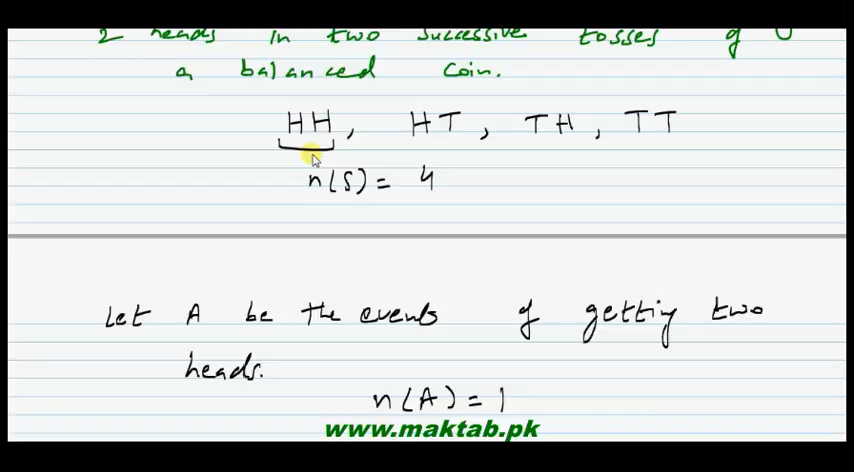 2 heads in two successive tosses of
a balanced coin.
HH, HT, TH, TT
n(S) = 4
Let A be the events of getting two
heads.
n(A) = 1
www.maktab.pk